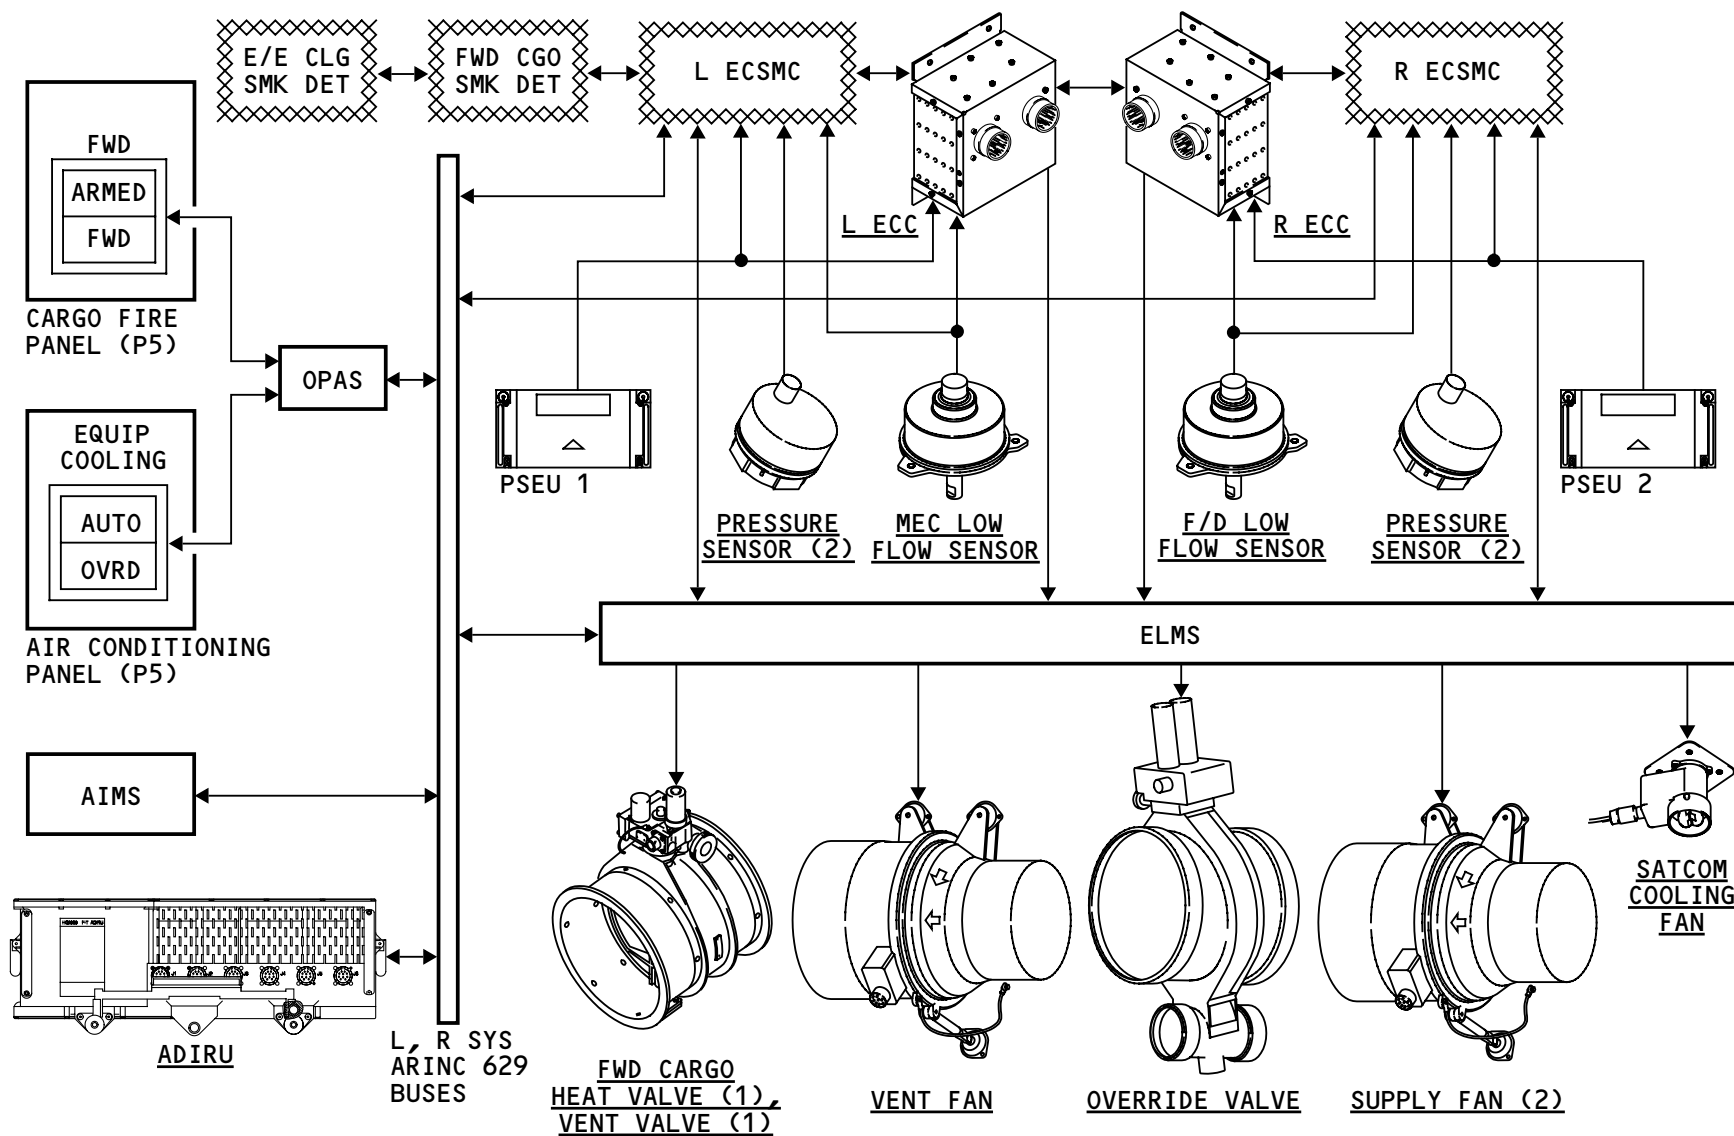 E/E CLG
SMK DET
FWD CGO
SMK DET
L ECSMC
R ECSMC
FWD
ARMED
FWD
CARGO FIRE
PANEL (P5)
L ECC
R ECC
OPAS
EQUIP
COOLING
AUTO
OVRD
AIR CONDITIONING
PANEL (P5)
PSEU 1
PRESSURE
SENSOR (2)
MEC LOW
FLOW SENSOR
F/D LOW
FLOW SENSOR
PRESSURE
SENSOR (2)
PSEU 2
ELMS
AIMS
ADIRU
L, R SYS
ARINC 629
BUSES
FWD CARGO
HEAT VALVE (1),
VENT VALVE (1)
VENT FAN
OVERRIDE VALVE
SUPPLY FAN (2)
SATCOM
COOLING
FAN